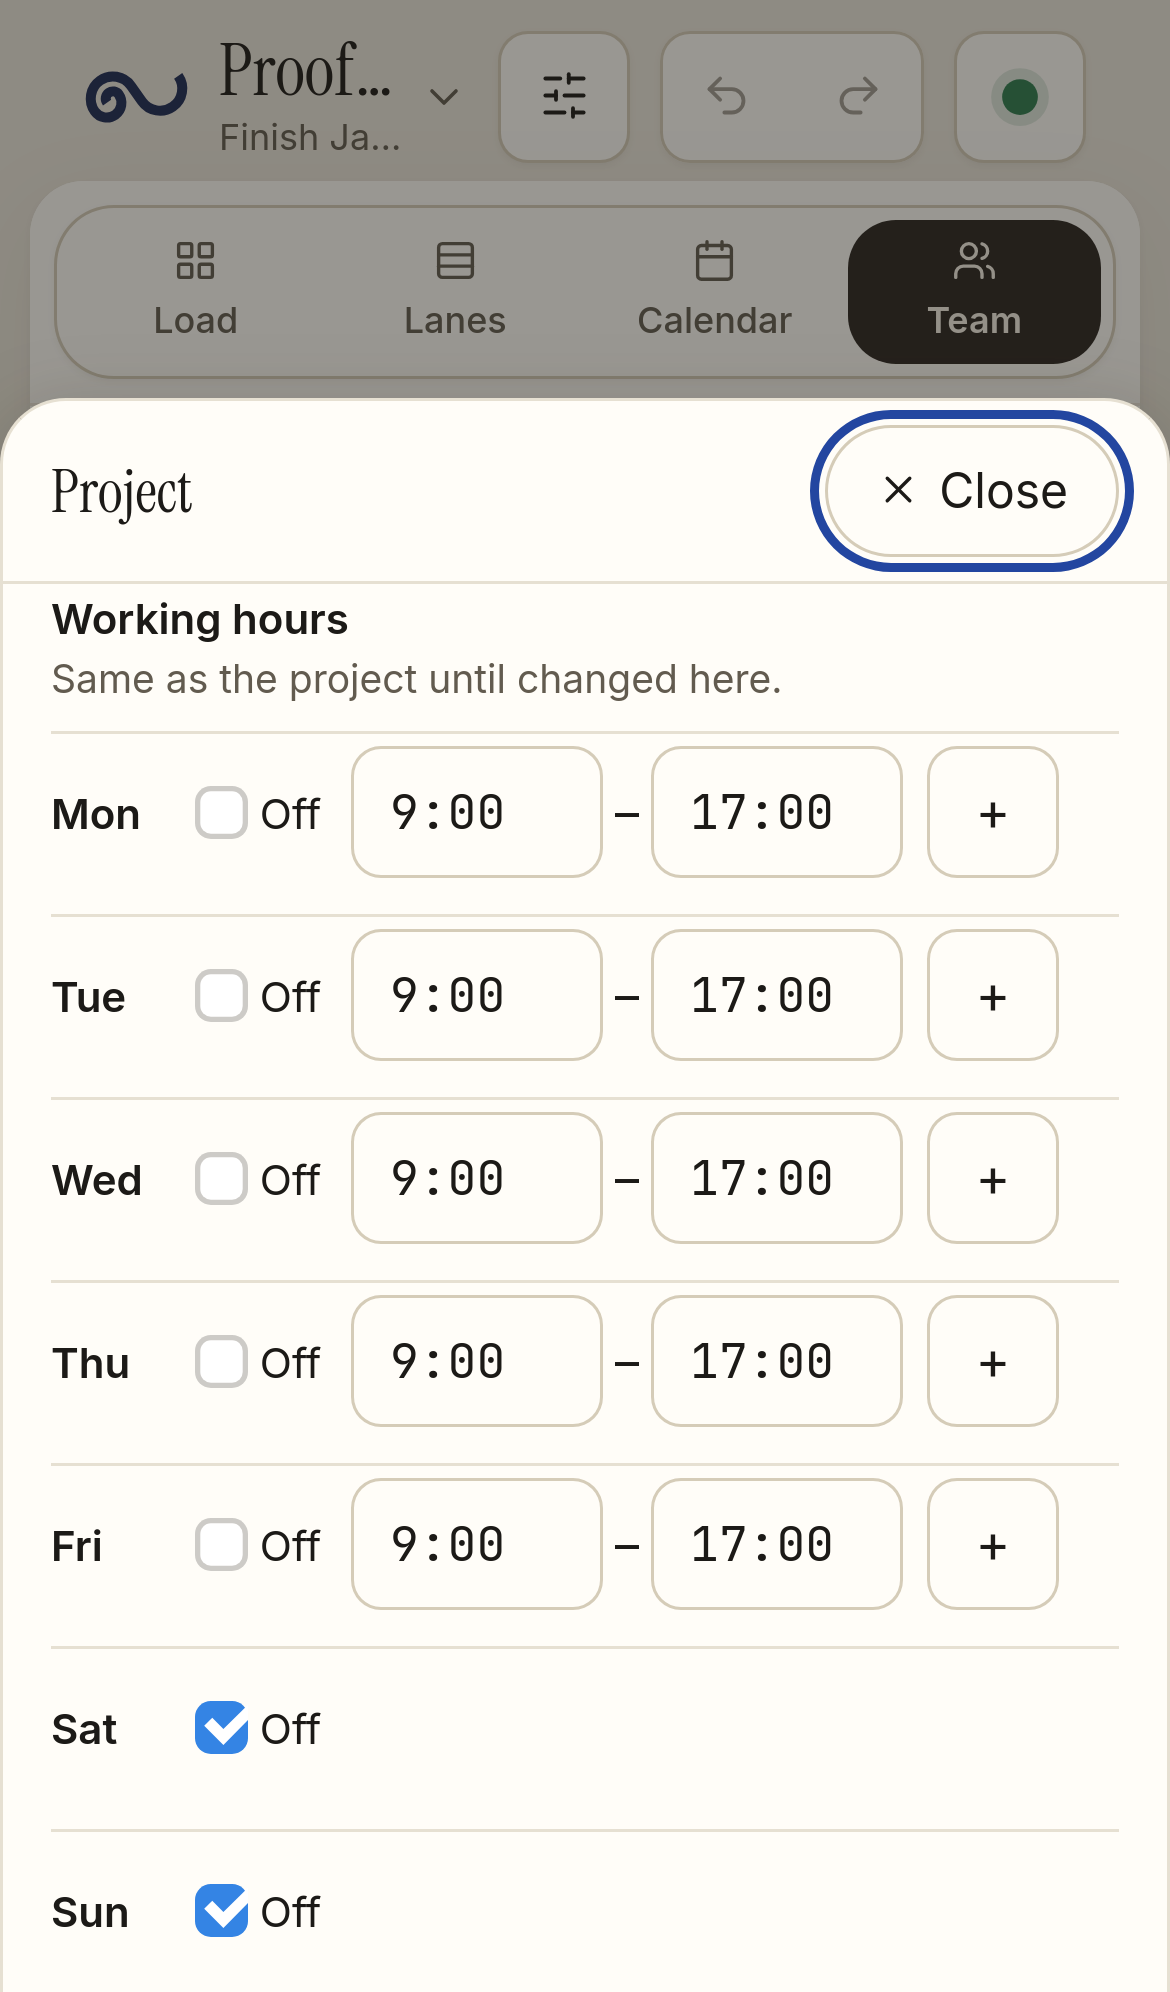 Proof...
Finish Ja...
Load Lanes Calendar Team
Project
Close
Working hours
Same as the project until changed here.
Mon Off 9:00 – 17:00 +
Tue Off 9:00 – 17:00 +
Wed Off 9:00 – 17:00 +
Thu Off 9:00 – 17:00 +
Fri Off 9:00 – 17:00 +
Sat Off
Sun Off